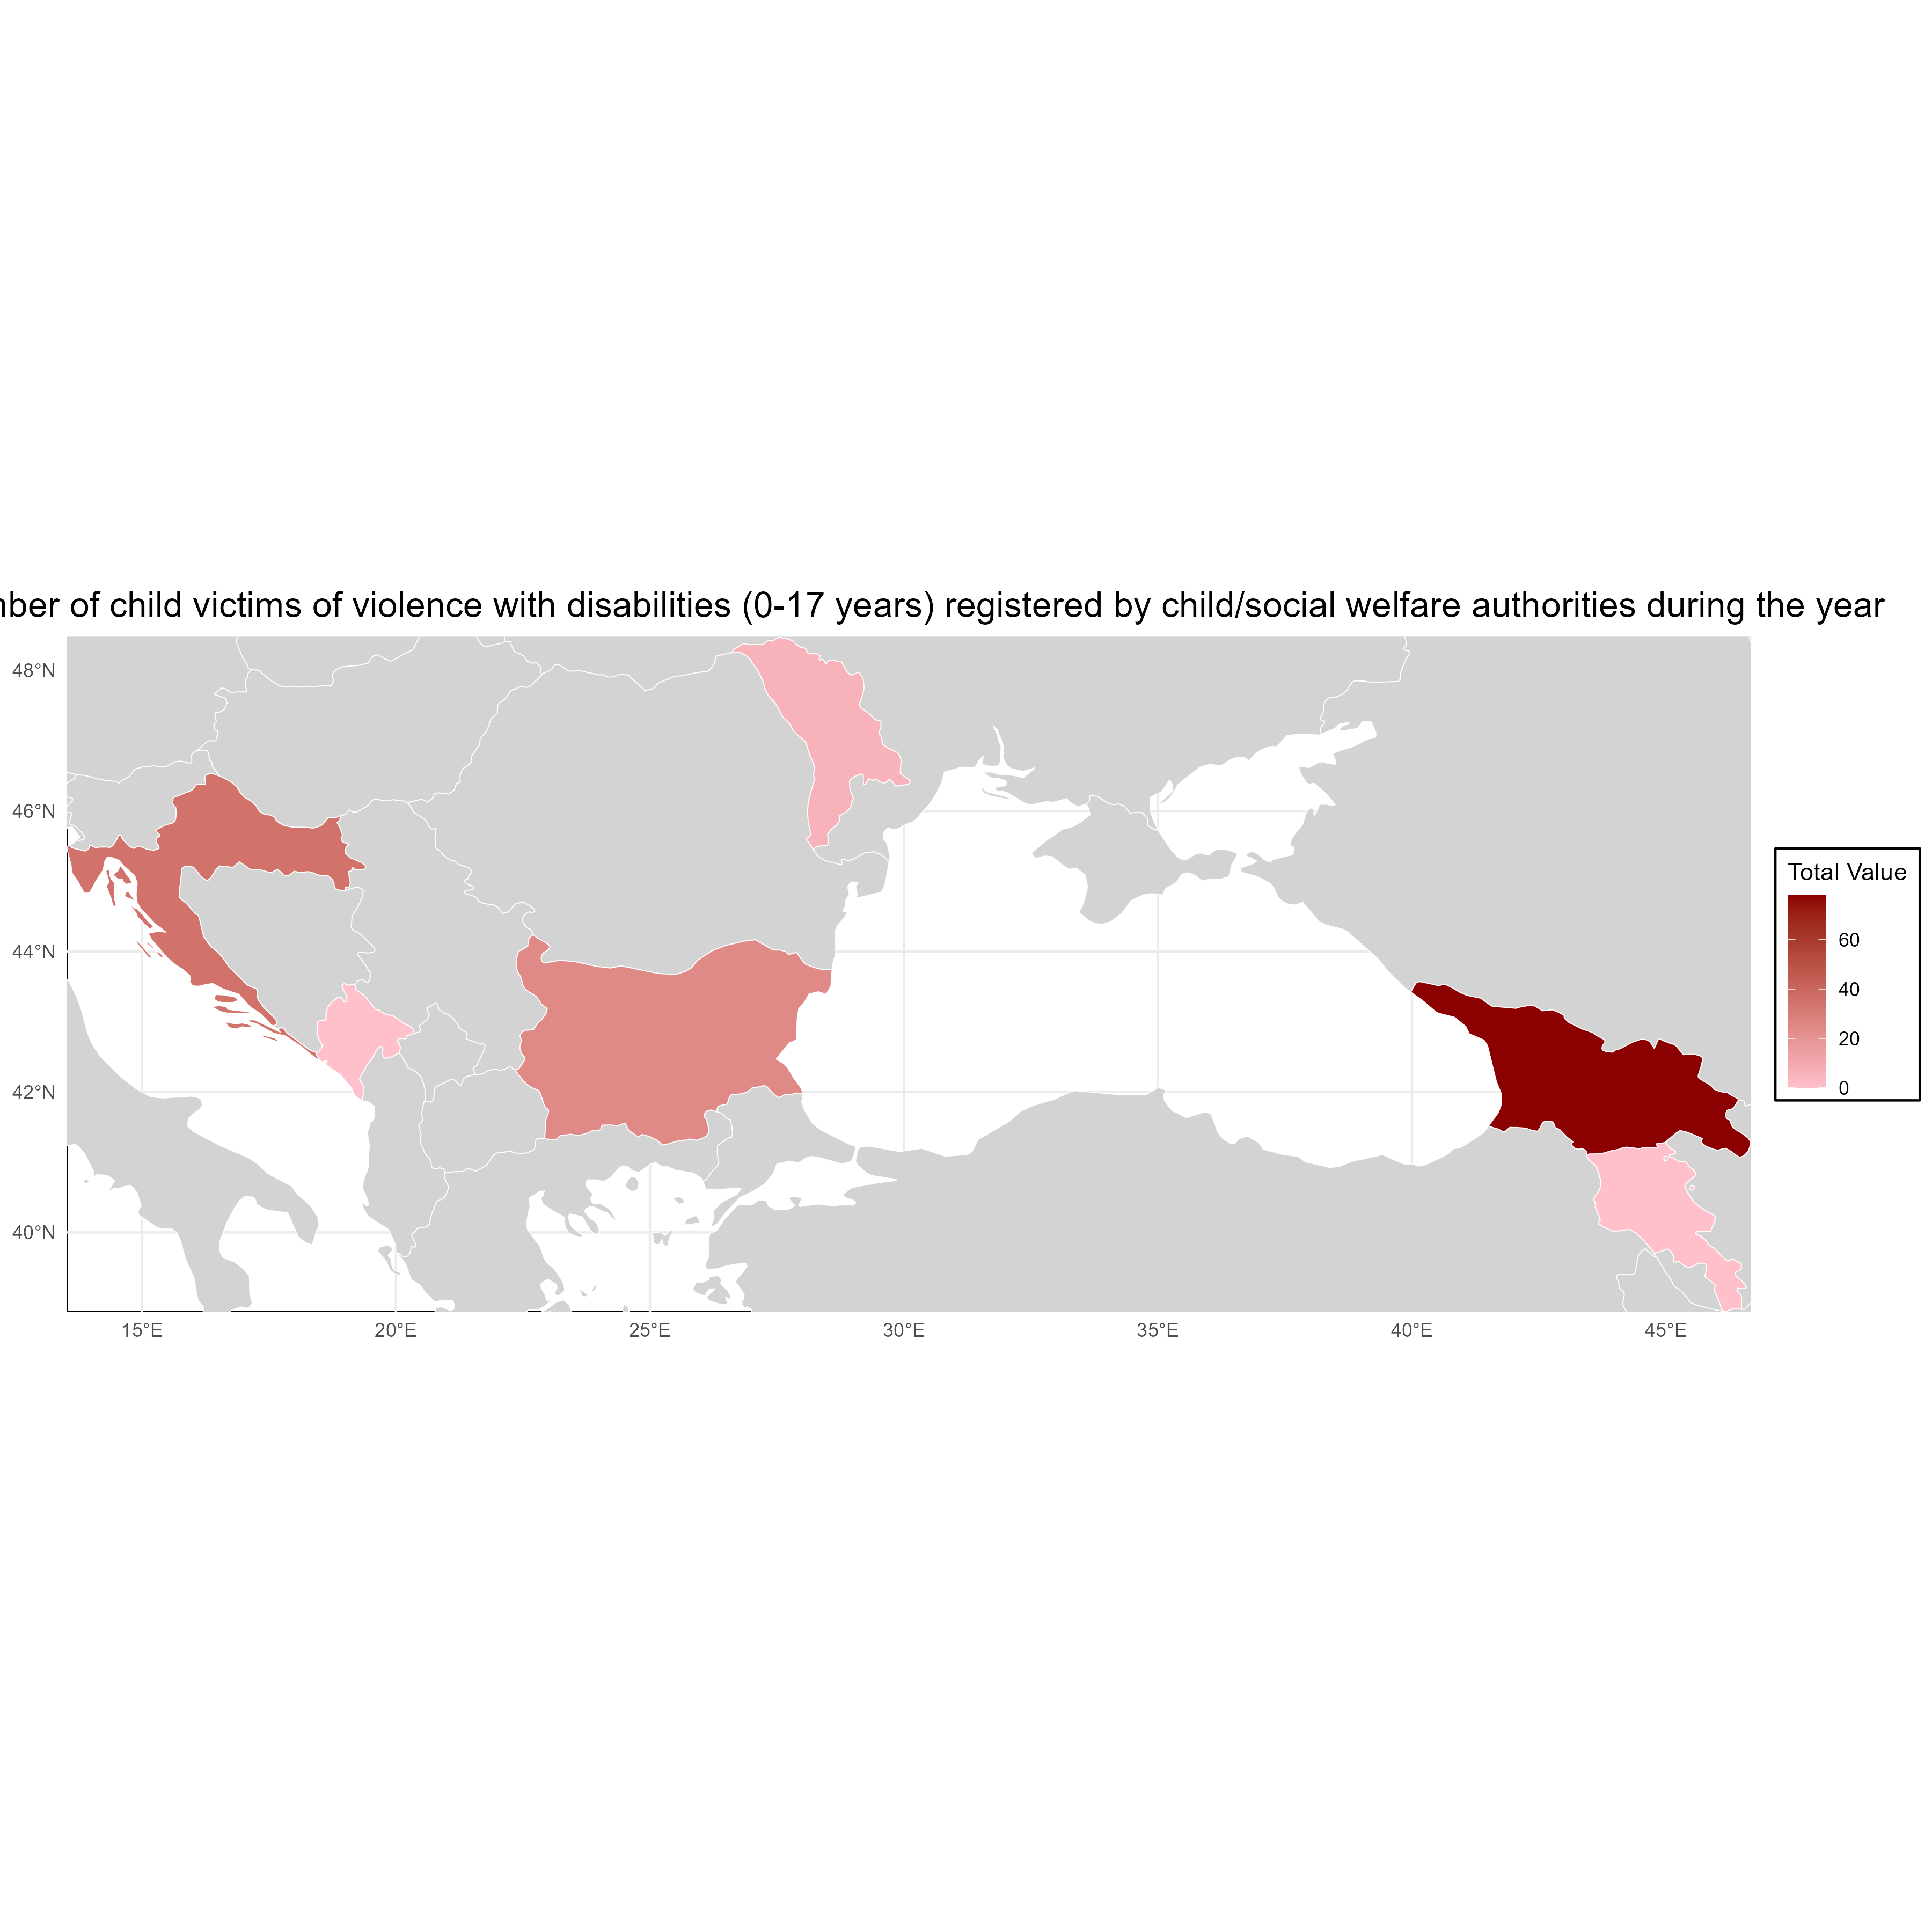 of child victims of violence with disabilities (0-17 years) registered by child/social welfare authorities during the year
48°N
46°N
44°N
42°N
40°N
15°E 20°E 25°E 30°E 35°E 40°E 45°E
Total Value
60
40
20
0